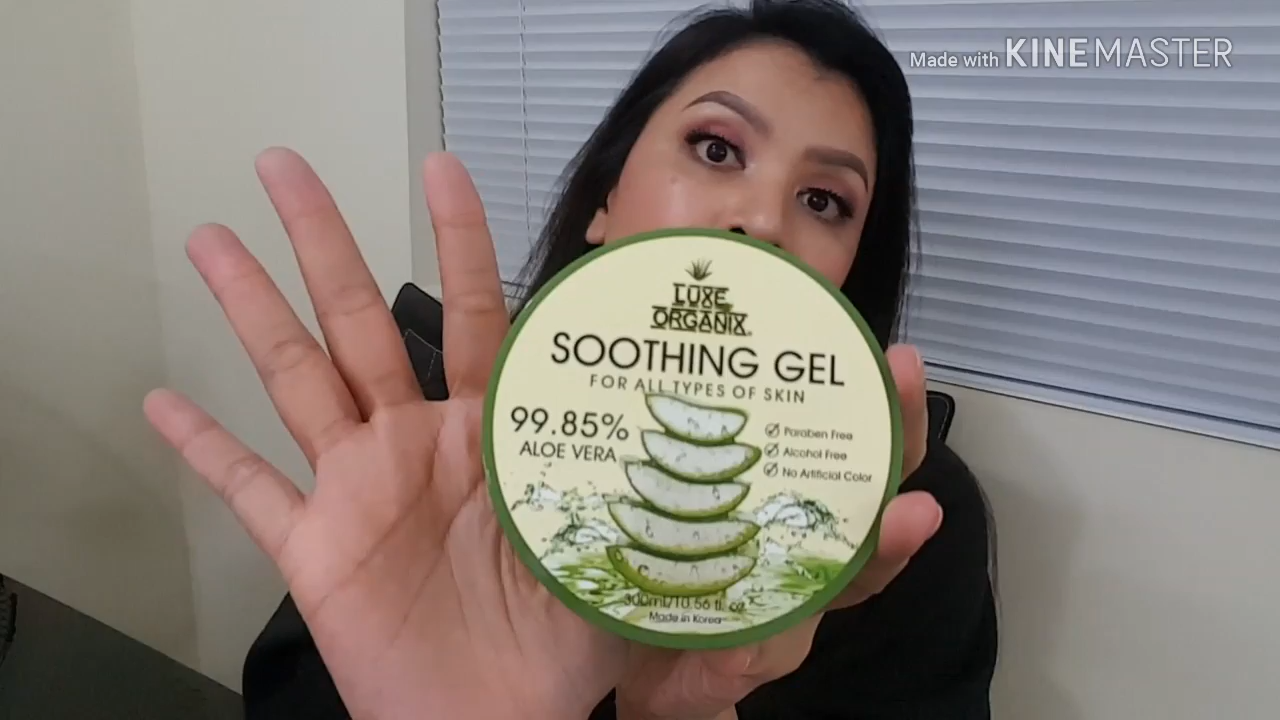 Made with KINEMASTER
LUXE
ORGANIX
SOOTHING GEL
FOR ALL TYPES OF SKIN
99.85%
ALOE VERA
Paraben Free
Alcohol Free
No Artificial Color
300ml/10.56 fl. oz
Made in Korea